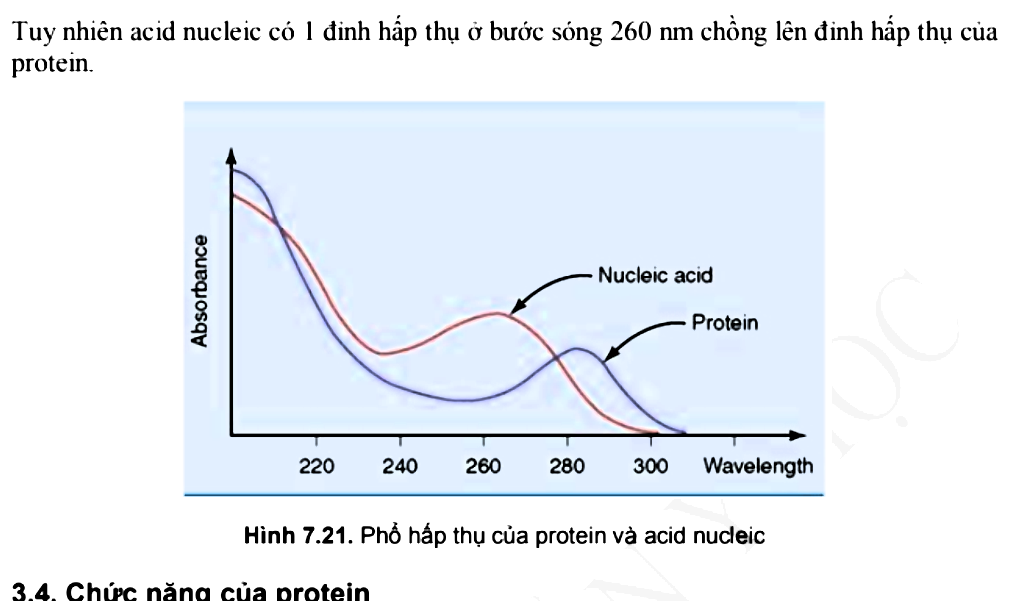 Tuy nhiên acid nucleic có 1 đỉnh hấp thụ ở bước sóng 260 nm chồng lên đỉnh hấp thụ của
protein.
Absorbance
Nucleic acid
Protein
220 240 260 280 300 Wavelength
Hình 7.21. Phổ hấp thụ của protein và acid nucleic
3.4. Chức năng của protein
Y HỌC